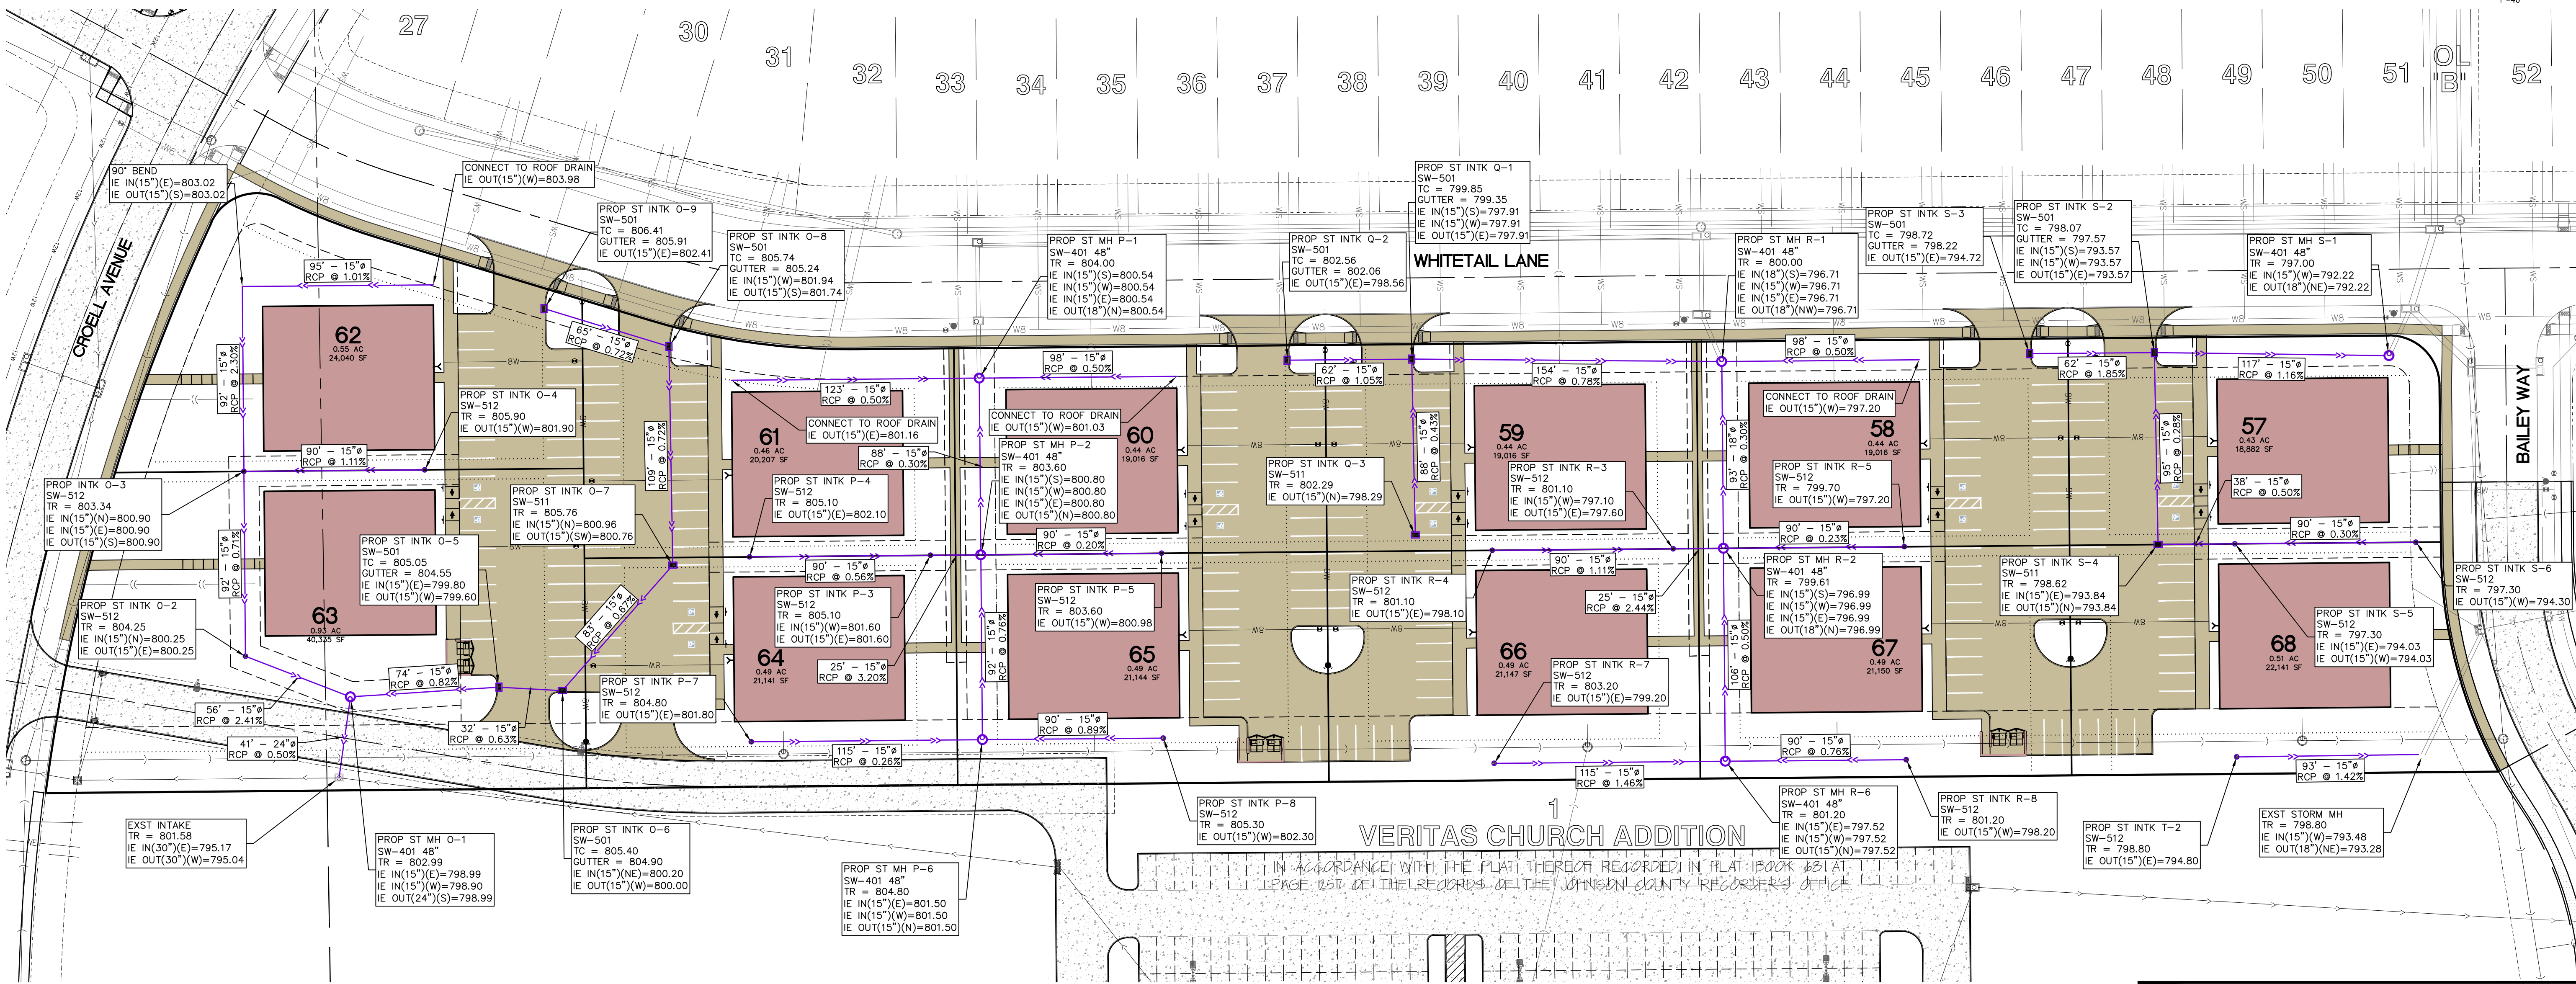 27
30
31
32
33
34
35
36
37
38
39
40
41
42
43
44
45
46
47
48
49
50
51
OL
"B"
52
90° BEND
IE IN(15")(E)=803.02
IE OUT(15")(S)=803.02
CONNECT TO ROOF DRAIN
IE OUT(15")(W)=803.98
PROP ST INTK O-9
SW-501
TC = 806.41
GUTTER = 805.91
IE OUT(15")(E)=802.41
PROP ST INTK O-8
SW-501
TC = 805.74
GUTTER = 805.24
IE IN(15")(W)=801.94
IE OUT(15")(S)=801.74
PROP ST MH P-1
SW-401 48"
TR = 804.00
IE IN(15")(S)=800.54
IE IN(15")(W)=800.54
IE IN(15")(E)=800.54
IE OUT(18")(N)=800.54
PROP ST INTK Q-2
SW-501
TC = 802.56
GUTTER = 802.06
IE OUT(15")(E)=798.56
PROP ST INTK Q-1
SW-501
TC = 799.85
GUTTER = 799.35
IE IN(15")(S)=797.91
IE IN(15")(W)=797.91
IE OUT(15")(E)=797.91
WHITETAIL LANE
PROP ST MH R-1
SW-401 48"
TR = 800.00
IE IN(18")(S)=796.71
IE IN(15")(W)=796.71
IE IN(15")(E)=796.71
IE OUT(18")(NW)=796.71
PROP ST INTK S-3
SW-501
TC = 798.72
GUTTER = 798.22
IE OUT(15")(E)=794.72
PROP ST INTK S-2
SW-501
TC = 798.07
GUTTER = 797.57
IE IN(15")(S)=793.57
IE IN(15")(W)=793.57
IE OUT(15")(E)=793.57
PROP ST MH S-1
SW-401 48"
TR = 797.00
IE IN(15")(W)=792.22
IE OUT(18")(NE)=792.22
CROELL AVENUE
BAILEY WAY
95' - 15"ø
RCP @ 1.01%
65' - 15"ø
RCP @ 0.72%
92' - 15"ø
RCP @ 2.30%
62
0.55 AC
24,040 SF
98' - 15"ø
RCP @ 0.50%
123' - 15"ø
RCP @ 0.50%
62' - 15"ø
RCP @ 1.05%
154' - 15"ø
RCP @ 0.78%
98' - 15"ø
RCP @ 0.50%
62' - 15"ø
RCP @ 1.85%
117' - 15"ø
RCP @ 1.16%
PROP ST INTK O-4
SW-512
TR = 805.90
IE OUT(15")(W)=801.90
109' - 15"ø
RCP @ 0.72%
61
0.46 AC
20,207 SF
CONNECT TO ROOF DRAIN
IE OUT(15")(E)=801.16
88' - 15"ø
RCP @ 0.30%
CONNECT TO ROOF DRAIN
IE OUT(15")(W)=801.03
60
0.44 AC
19,016 SF
PROP ST MH P-2
SW-401 48"
TR = 803.60
IE IN(15")(S)=800.80
IE IN(15")(W)=800.80
IE IN(15")(E)=800.80
IE OUT(15")(N)=800.80
PROP ST INTK Q-3
SW-511
TR = 802.29
IE OUT(15")(N)=798.29
88' - 15"ø
RCP @ 0.43%
59
0.44 AC
19,016 SF
PROP ST INTK R-3
SW-512
TR = 801.10
IE IN(15")(W)=797.10
IE OUT(15")(E)=797.60
93' - 18"ø
RCP @ 0.30%
CONNECT TO ROOF DRAIN
IE OUT(15")(W)=797.20
58
0.44 AC
19,016 SF
PROP ST INTK R-5
SW-512
TR = 799.70
IE OUT(15")(W)=797.20
95' - 15"ø
RCP @ 0.28%
57
0.43 AC
18,882 SF
38' - 15"ø
RCP @ 0.50%
90' - 15"ø
RCP @ 0.30%
90' - 15"ø
RCP @ 1.11%
PROP ST INTK O-3
SW-512
TR = 803.34
IE IN(15")(N)=800.90
IE IN(15")(E)=800.90
IE OUT(15")(S)=800.90
PROP ST INTK O-7
SW-511
TR = 805.76
IE IN(15")(N)=800.96
IE OUT(15")(SW)=800.76
PROP ST INTK P-4
SW-512
TR = 805.10
IE OUT(15")(E)=802.10
92' - 15"ø
RCP @ 0.71%
PROP ST INTK O-5
SW-501
TC = 805.05
GUTTER = 804.55
IE IN(15")(E)=799.80
IE OUT(15")(W)=799.60
63
0.93 AC
40,335 SF
83' - 15"ø
RCP @ 0.67%
90' - 15"ø
RCP @ 0.56%
90' - 15"ø
RCP @ 0.20%
PROP ST INTK P-3
SW-512
TR = 805.10
IE IN(15")(W)=801.60
IE OUT(15")(E)=801.60
PROP ST INTK P-5
SW-512
TR = 803.60
IE OUT(15")(W)=800.98
PROP ST INTK R-4
SW-512
TR = 801.10
IE OUT(15")(E)=798.10
90' - 15"ø
RCP @ 1.11%
25' - 15"ø
RCP @ 2.44%
90' - 15"ø
RCP @ 0.23%
PROP ST MH R-2
SW-401 48"
TR = 799.61
IE IN(15")(S)=796.99
IE IN(15")(W)=796.99
IE IN(15")(E)=796.99
IE OUT(18")(N)=796.99
PROP ST INTK S-4
SW-511
TR = 798.62
IE IN(15")(E)=793.84
IE OUT(15")(N)=793.84
PROP ST INTK S-6
SW-512
TR = 797.30
IE OUT(15")(W)=794.30
PROP ST INTK S-5
SW-512
TR = 797.30
IE IN(15")(E)=794.03
IE OUT(15")(W)=794.03
PROP ST INTK O-2
SW-512
TR = 804.25
IE IN(15")(N)=800.25
IE OUT(15")(E)=800.25
64
0.49 AC
21,141 SF
25' - 15"ø
RCP @ 3.20%
92' - 15"ø
RCP @ 0.76%
65
0.49 AC
21,144 SF
66
0.49 AC
21,147 SF
PROP ST INTK R-7
SW-512
TR = 803.20
IE OUT(15")(E)=799.20
106' - 15"ø
RCP @ 0.50%
67
0.49 AC
21,150 SF
68
0.51 AC
22,141 SF
74' - 15"ø
RCP @ 0.82%
PROP ST INTK P-7
SW-512
TR = 804.80
IE OUT(15")(E)=801.80
56' - 15"ø
RCP @ 2.41%
32' - 15"ø
RCP @ 0.63%
41' - 24"ø
RCP @ 0.50%
115' - 15"ø
RCP @ 0.26%
90' - 15"ø
RCP @ 0.89%
115' - 15"ø
RCP @ 1.46%
90' - 15"ø
RCP @ 0.76%
93' - 15"ø
RCP @ 1.42%
EXST INTAKE
TR = 801.58
IE IN(30")(E)=795.17
IE OUT(30")(W)=795.04
PROP ST MH O-1
SW-401 48"
TR = 802.99
IE IN(15")(E)=798.99
IE IN(15")(W)=798.90
IE OUT(24")(S)=798.99
PROP ST INTK O-6
SW-501
TC = 805.40
GUTTER = 804.90
IE IN(15")(NE)=800.20
IE OUT(15")(W)=800.00
PROP ST MH P-6
SW-401 48"
TR = 804.80
IE IN(15")(E)=801.50
IE IN(15")(W)=801.50
IE OUT(15")(N)=801.50
PROP ST INTK P-8
SW-512
TR = 805.30
IE OUT(15")(W)=802.30
1
VERITAS CHURCH ADDITION
IN ACCORDANCE WITH THE PLAT THEREOF RECORDED IN PLAT BOOK 68 AT
PAGE OF THE RECORDS OF THE JOHNSON COUNTY RECORDER'S OFFICE
PROP ST MH R-6
SW-401 48"
TR = 801.20
IE IN(15")(E)=797.52
IE IN(15")(W)=797.52
IE OUT(15")(N)=797.52
PROP ST INTK R-8
SW-512
TR = 801.20
IE OUT(15")(W)=798.20
PROP ST INTK T-2
SW-512
TR = 798.80
IE OUT(15")(E)=794.80
EXST STORM MH
TR = 798.80
IE IN(15")(W)=793.48
IE OUT(18")(NE)=793.28